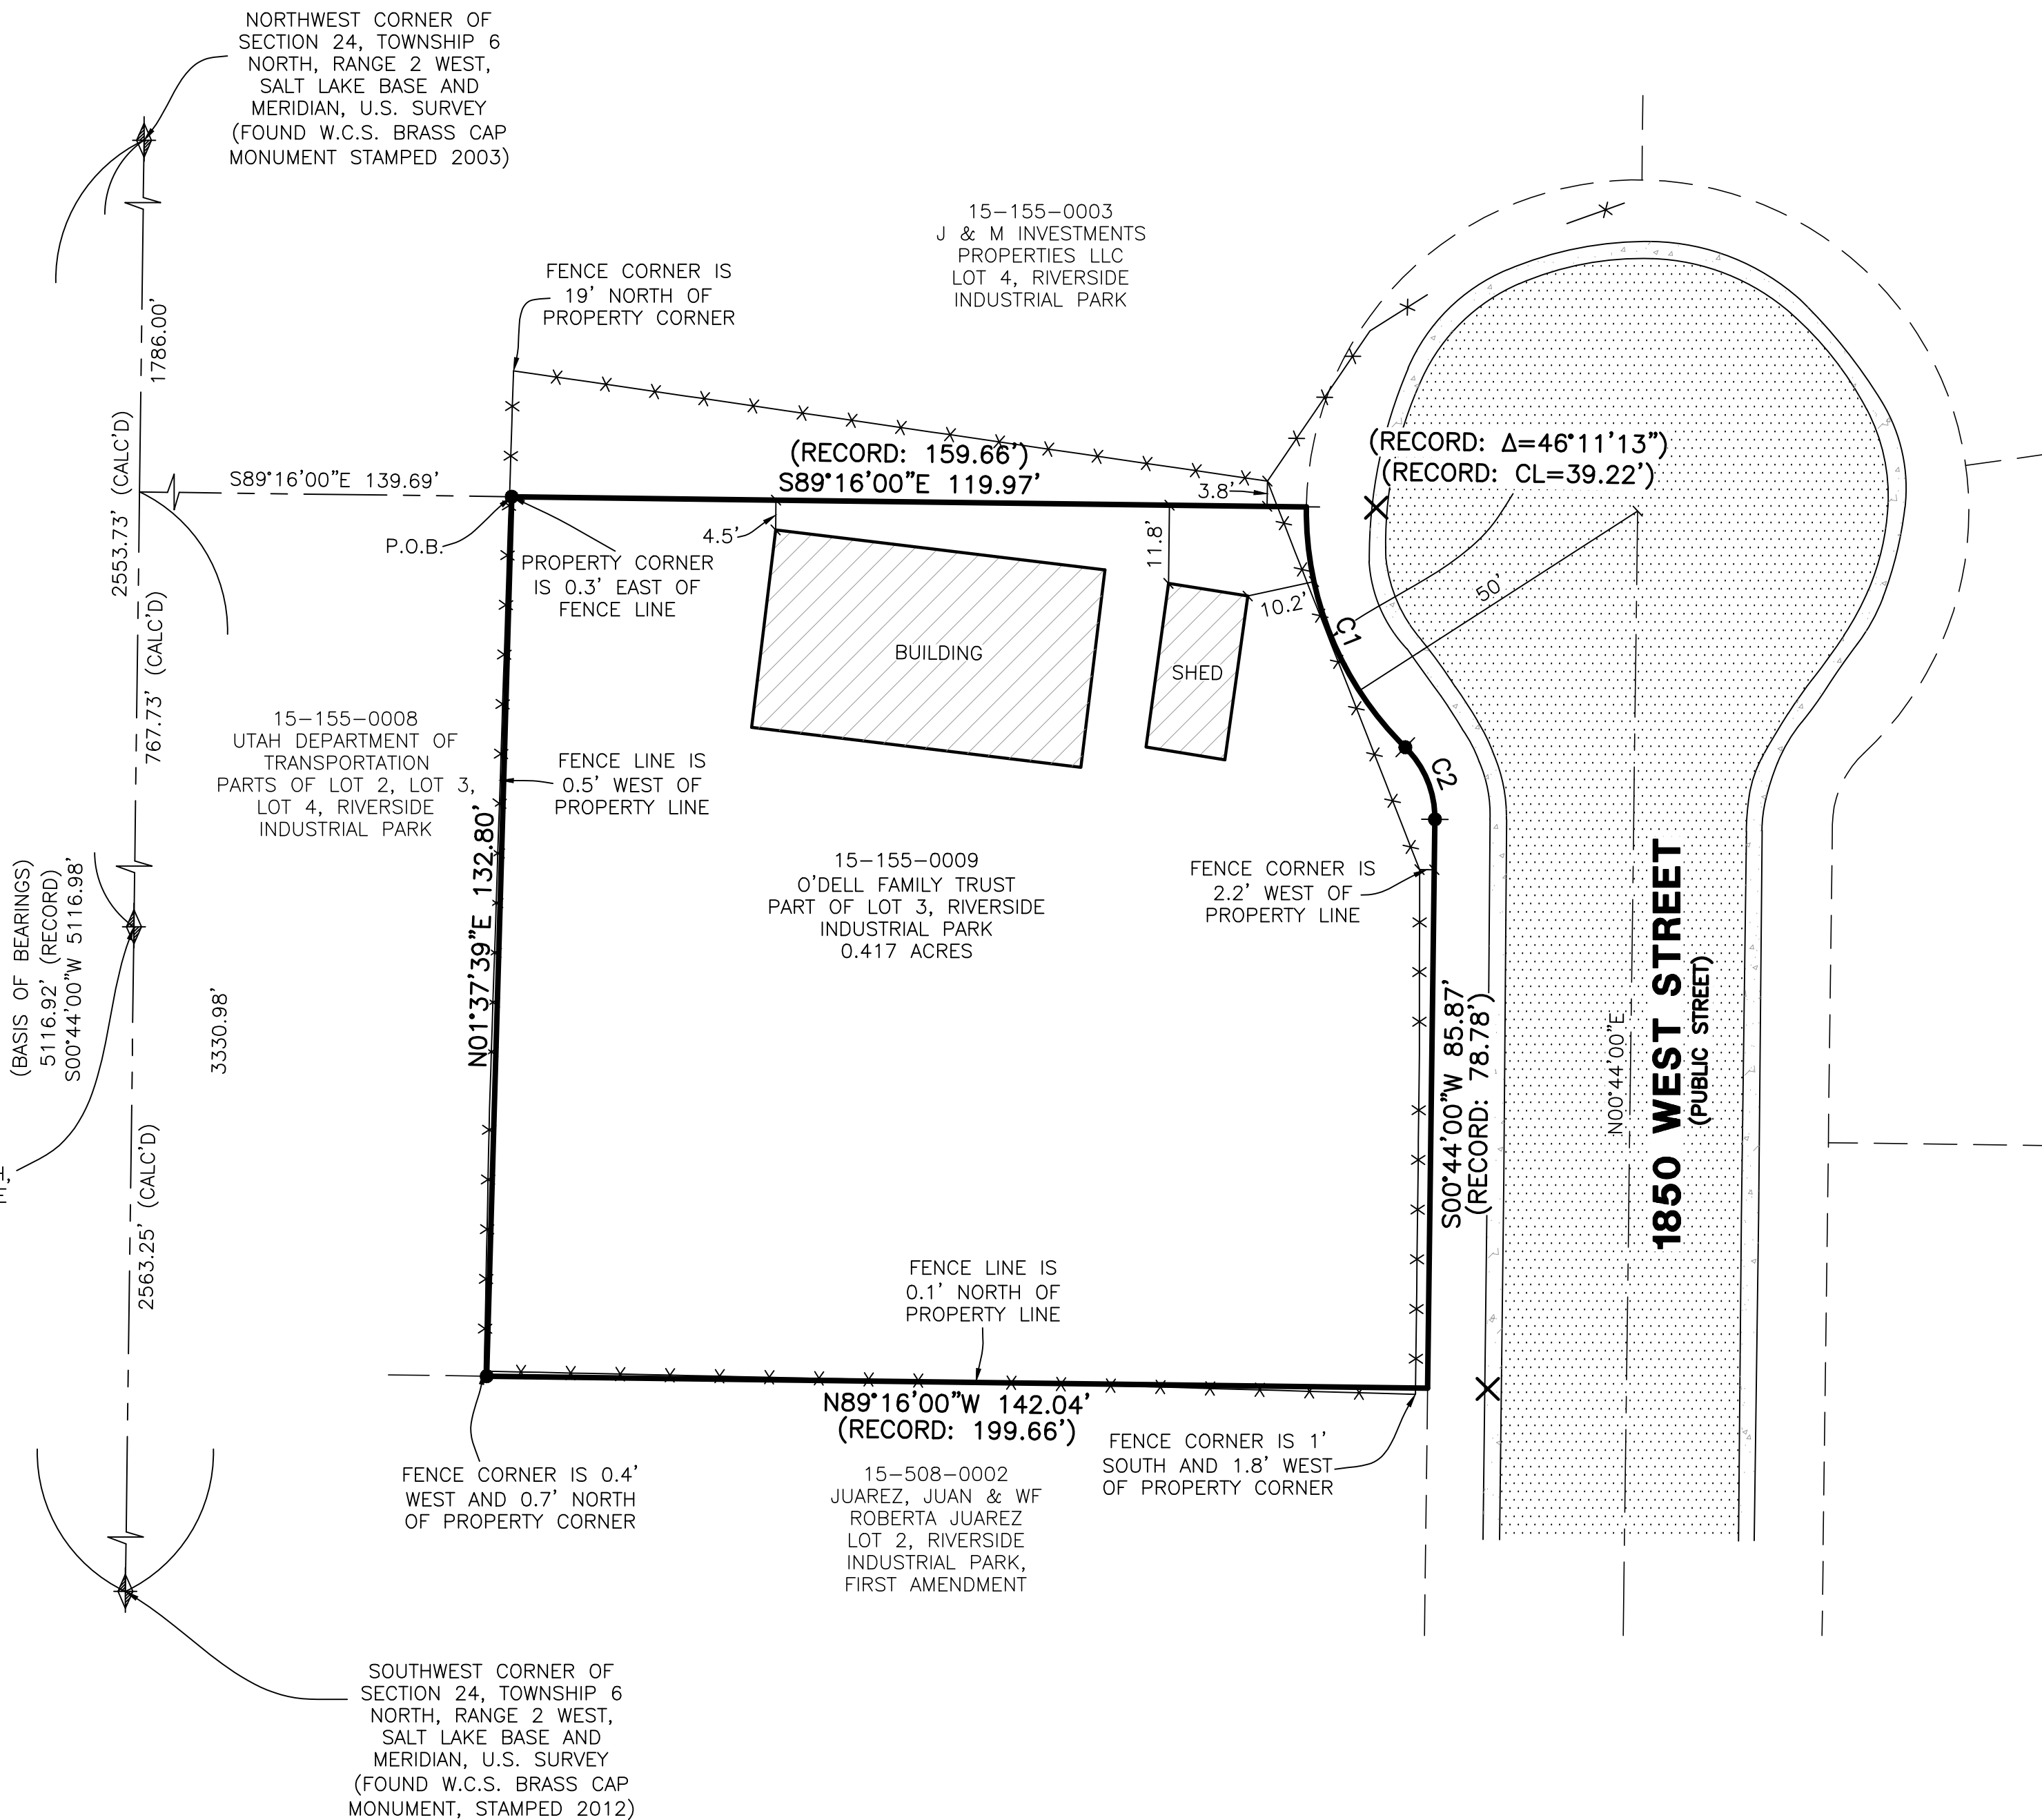 NORTHWEST CORNER OF
SECTION 24, TOWNSHIP 6
NORTH, RANGE 2 WEST,
SALT LAKE BASE AND
MERIDIAN, U.S. SURVEY
(FOUND W.C.S. BRASS CAP
MONUMENT STAMPED 2003)
15-155-0003
J & M INVESTMENTS
PROPERTIES LLC
LOT 4, RIVERSIDE
INDUSTRIAL PARK
FENCE CORNER IS
19' NORTH OF
PROPERTY CORNER
1786.00'
2553.73' (CALC'D)
767.73' (CALC'D)
S89°16'00"E 139.69'
(RECORD: 159.66')
S89°16'00"E 119.97'
(RECORD: Δ=46°11'13")
(RECORD: CL=39.22')
3.8'
4.5'
P.O.B.
PROPERTY CORNER
IS 0.3' EAST OF
FENCE LINE
11.8'
10.2'
50'
C1
C2
BUILDING
SHED
15-155-0008
UTAH DEPARTMENT OF
TRANSPORTATION
PARTS OF LOT 2, LOT 3,
LOT 4, RIVERSIDE
INDUSTRIAL PARK
FENCE LINE IS
0.5' WEST OF
PROPERTY LINE
N01°37'39"E 132.80'
15-155-0009
O'DELL FAMILY TRUST
PART OF LOT 3, RIVERSIDE
INDUSTRIAL PARK
0.417 ACRES
FENCE CORNER IS
2.2' WEST OF
PROPERTY LINE
(BASIS OF BEARINGS)
5116.92' (RECORD)
S00°44'00"W 5116.98'
3330.98'
2563.25' (CALC'D)
S00°44'00"W 85.87'
(RECORD: 78.78')
N00°44'00"E
1850 WEST STREET
(PUBLIC STREET)
FENCE LINE IS
0.1' NORTH OF
PROPERTY LINE
N89°16'00"W 142.04'
(RECORD: 199.66')
FENCE CORNER IS 1'
SOUTH AND 1.8' WEST
OF PROPERTY CORNER
FENCE CORNER IS 0.4'
WEST AND 0.7' NORTH
OF PROPERTY CORNER
15-508-0002
JUAREZ, JUAN & WF
ROBERTA JUAREZ
LOT 2, RIVERSIDE
INDUSTRIAL PARK,
FIRST AMENDMENT
SOUTHWEST CORNER OF
SECTION 24, TOWNSHIP 6
NORTH, RANGE 2 WEST,
SALT LAKE BASE AND
MERIDIAN, U.S. SURVEY
(FOUND W.C.S. BRASS CAP
MONUMENT, STAMPED 2012)